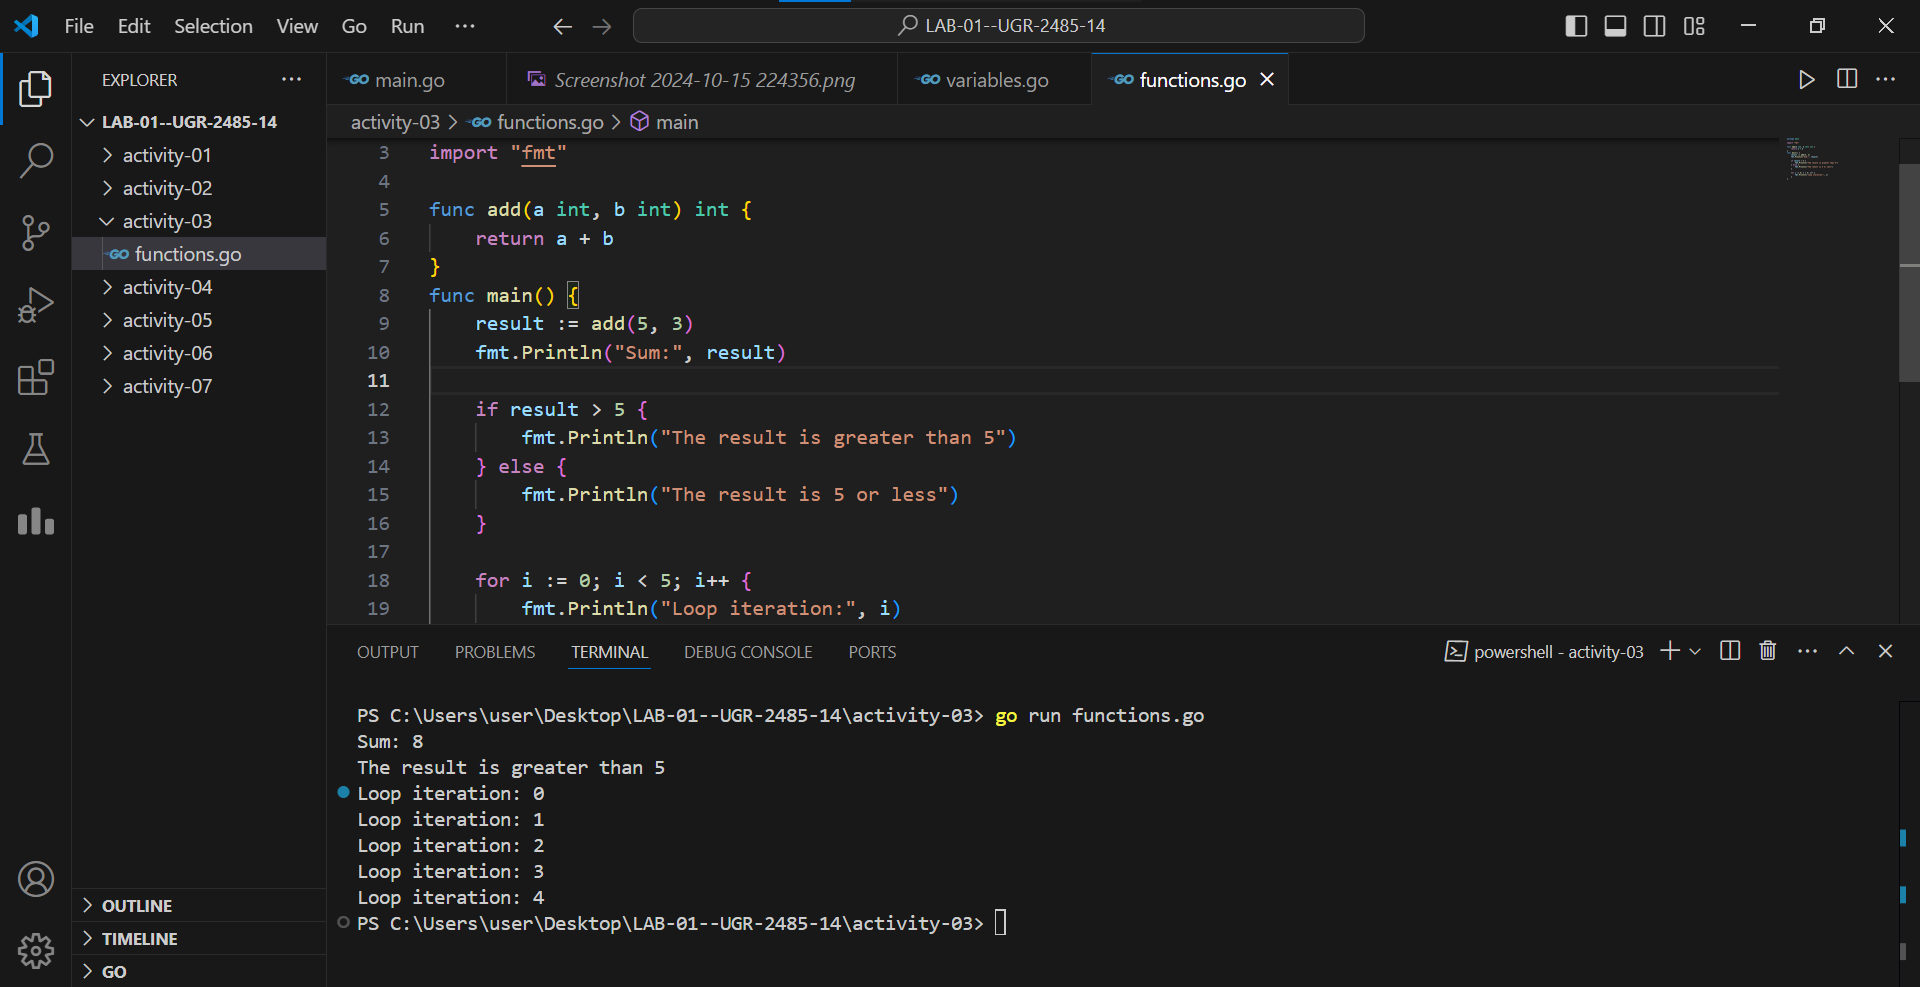 File Edit Selection View Go Run ···
LAB-01--UGR-2485-14
EXPLORER ···
LAB-01--UGR-2485-14
activity-01
activity-02
activity-03
GO functions.go
activity-04
activity-05
activity-06
activity-07
OUTLINE
TIMELINE
GO
GO main.go
Screenshot 2024-10-15 224356.png
GO variables.go
GO functions.go
activity-03 > GO functions.go > main
3 import "fmt"
4
5 func add(a int, b int) int {
6     return a + b
7 }
8 func main() {
9     result := add(5, 3)
10     fmt.Println("Sum:", result)
11
12     if result > 5 {
13         fmt.Println("The result is greater than 5")
14     } else {
15         fmt.Println("The result is 5 or less")
16     }
17
18     for i := 0; i < 5; i++ {
19         fmt.Println("Loop iteration:", i)
OUTPUT PROBLEMS TERMINAL DEBUG CONSOLE PORTS
powershell - activity-03
PS C:\Users\user\Desktop\LAB-01--UGR-2485-14\activity-03> go run functions.go
Sum: 8
The result is greater than 5
Loop iteration: 0
Loop iteration: 1
Loop iteration: 2
Loop iteration: 3
Loop iteration: 4
PS C:\Users\user\Desktop\LAB-01--UGR-2485-14\activity-03>